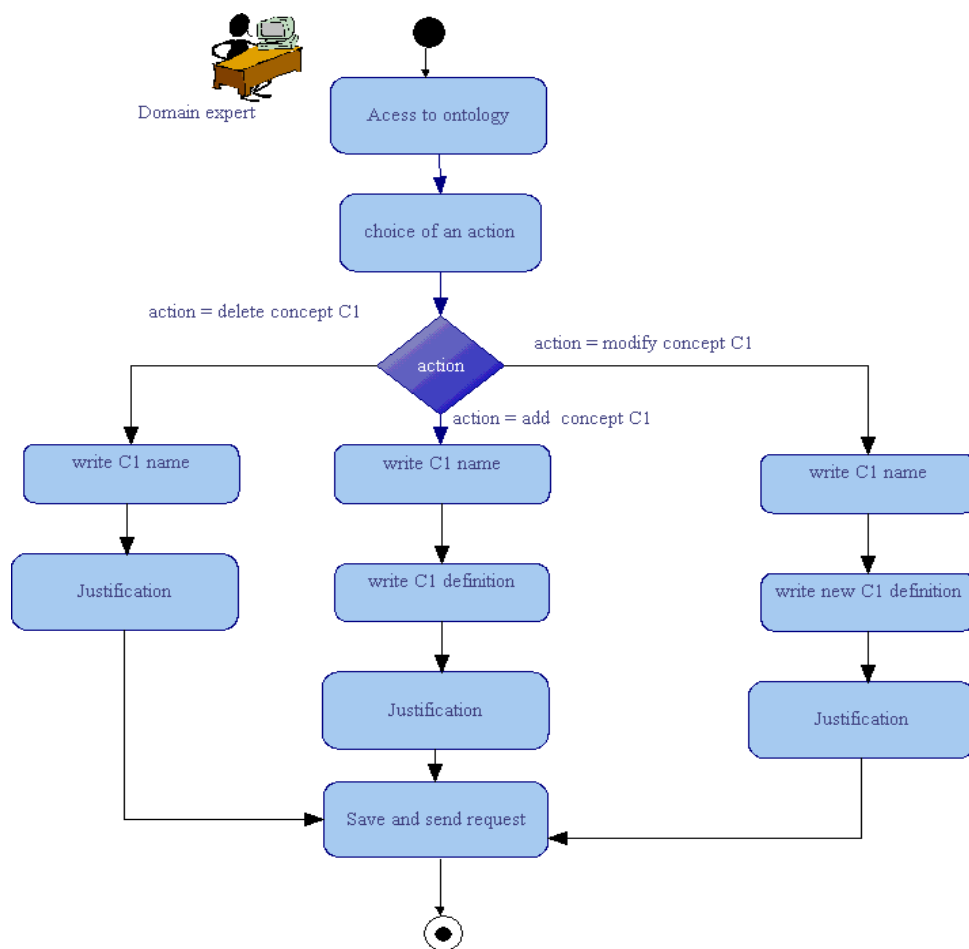 Domain expert
Acess to ontology
choice of an action
action = delete concept C1
action = modify concept C1
action
action = add concept C1
write C1 name
write C1 name
write C1 name
Justification
write C1 definition
write new C1 definition
Justification
Justification
Save and send request